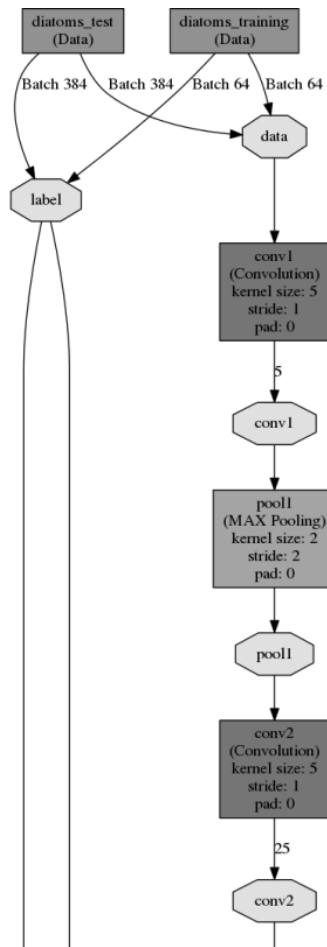 diatoms_test
(Data)
diatoms_training
(Data)
Batch 384
Batch 384
Batch 64
Batch 64
data
label
conv1
(Convolution)
kernel size: 5
stride: 1
pad: 0
5
conv1
pool1
(MAX Pooling)
kernel size: 2
stride: 2
pad: 0
pool1
conv2
(Convolution)
kernel size: 5
stride: 1
pad: 0
25
conv2